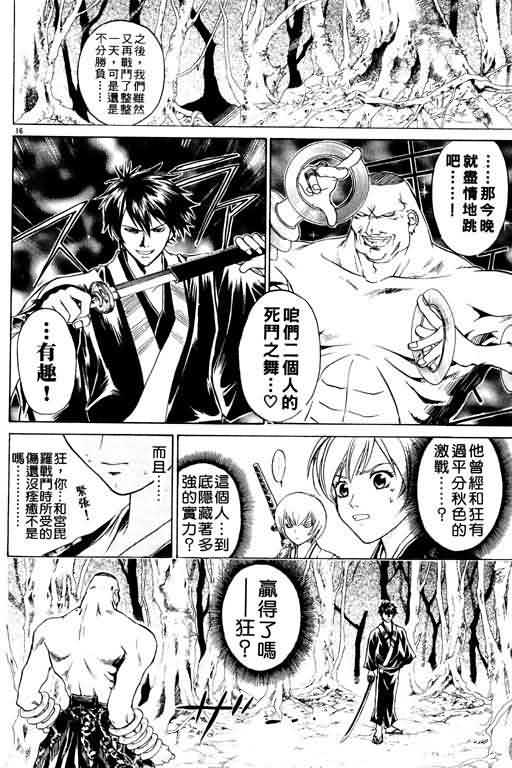 之後，我們雖然
又再戰鬥了整整
一天，可是還是
不分勝負…
16
……那今晚
就盡情地跳
吧……！
咱們二個人的
死鬥之舞…♡
…有趣！
他曾經和狂有
過平分秋色的
激戰…
這個人…到
底隱藏著多
強的實力？
而且…
緊張！
狂，你…和宮毘
羅戰鬥時所受的
傷還沒痊癒不是
嗎…
贏得了嗎
——狂？